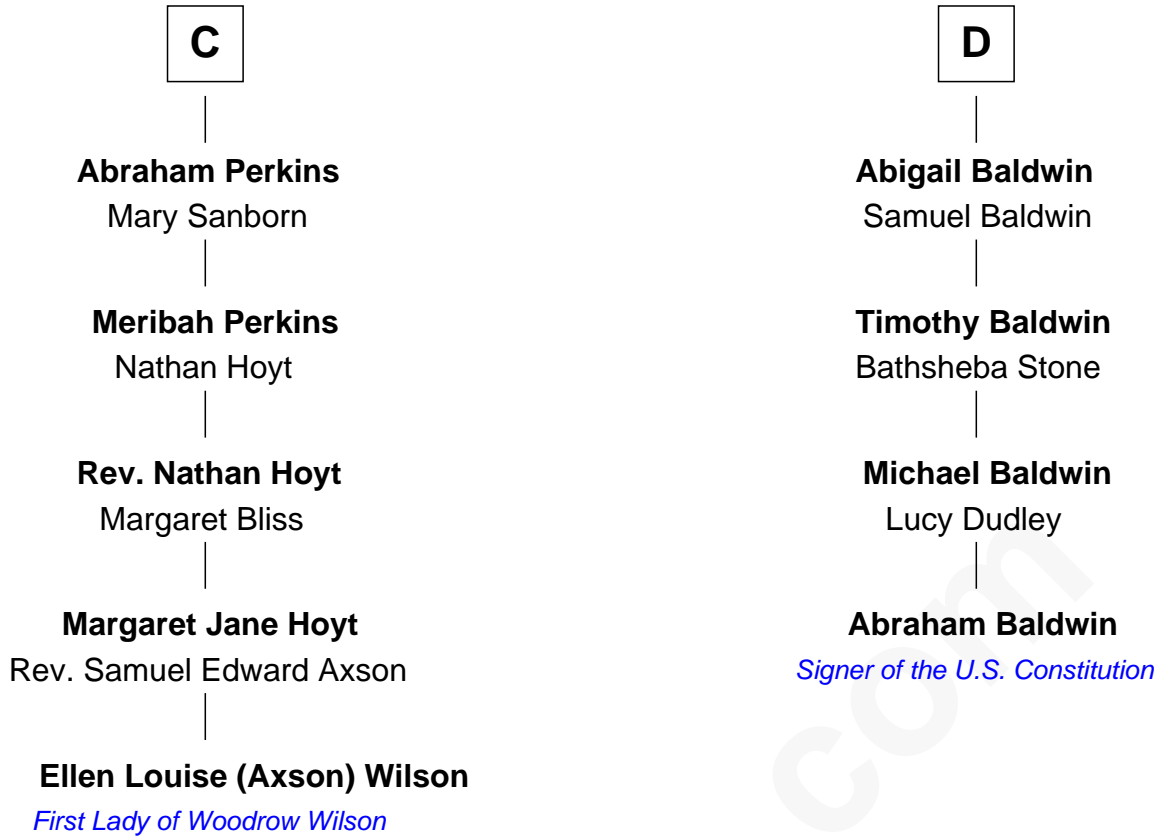 C
Abraham Perkins
Mary Sanborn
Meribah Perkins
Nathan Hoyt
Rev. Nathan Hoyt
Margaret Bliss
Margaret Jane Hoyt
Rev. Samuel Edward Axson
Ellen Louise (Axson) Wilson
First Lady of Woodrow Wilson
D
Abigail Baldwin
Samuel Baldwin
Timothy Baldwin
Bathsheba Stone
Michael Baldwin
Lucy Dudley
Abraham Baldwin
Signer of the U.S. Constitution
com